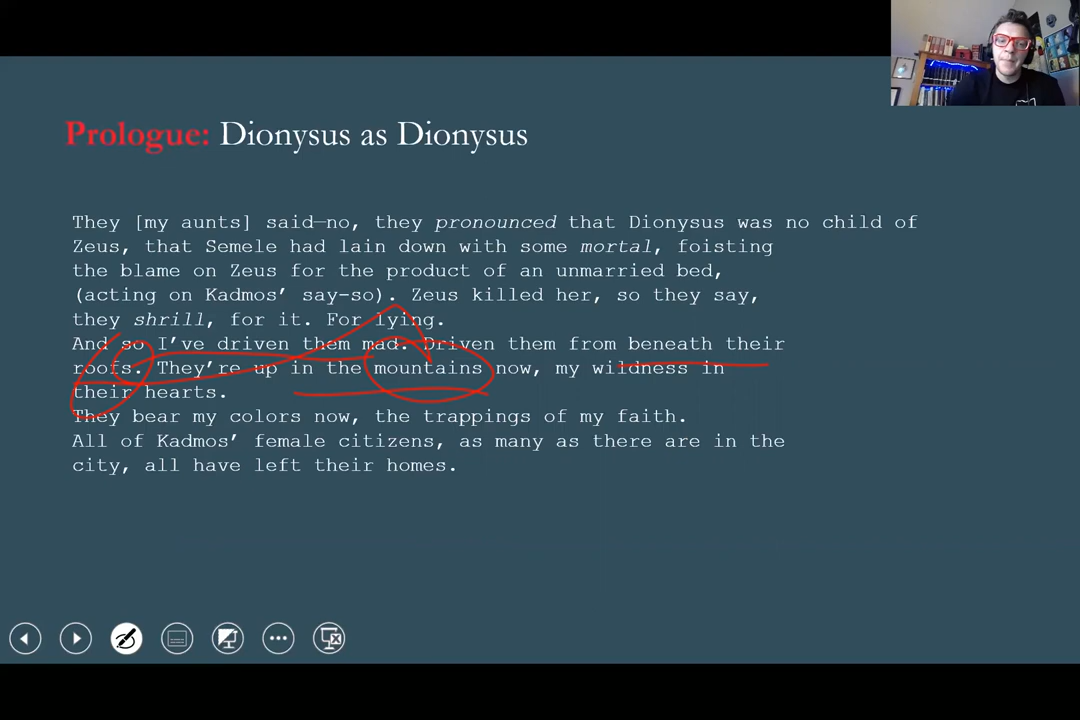 Prologue: Dionysus as Dionysus
They [my aunts] said—no, they pronounced that Dionysus was no child of
Zeus, that Semele had lain down with some mortal, foisting
the blame on Zeus for the product of an unmarried bed,
(acting on Kadmos’ say-so). Zeus killed her, so they say,
they shrill, for it. For lying.
And so I’ve driven them mad. Driven them from beneath their
roofs. They’re up in the mountains now, my wildness in
their hearts.
They bear my colors now, the trappings of my faith.
All of Kadmos’ female citizens, as many as there are in the
city, all have left their homes.